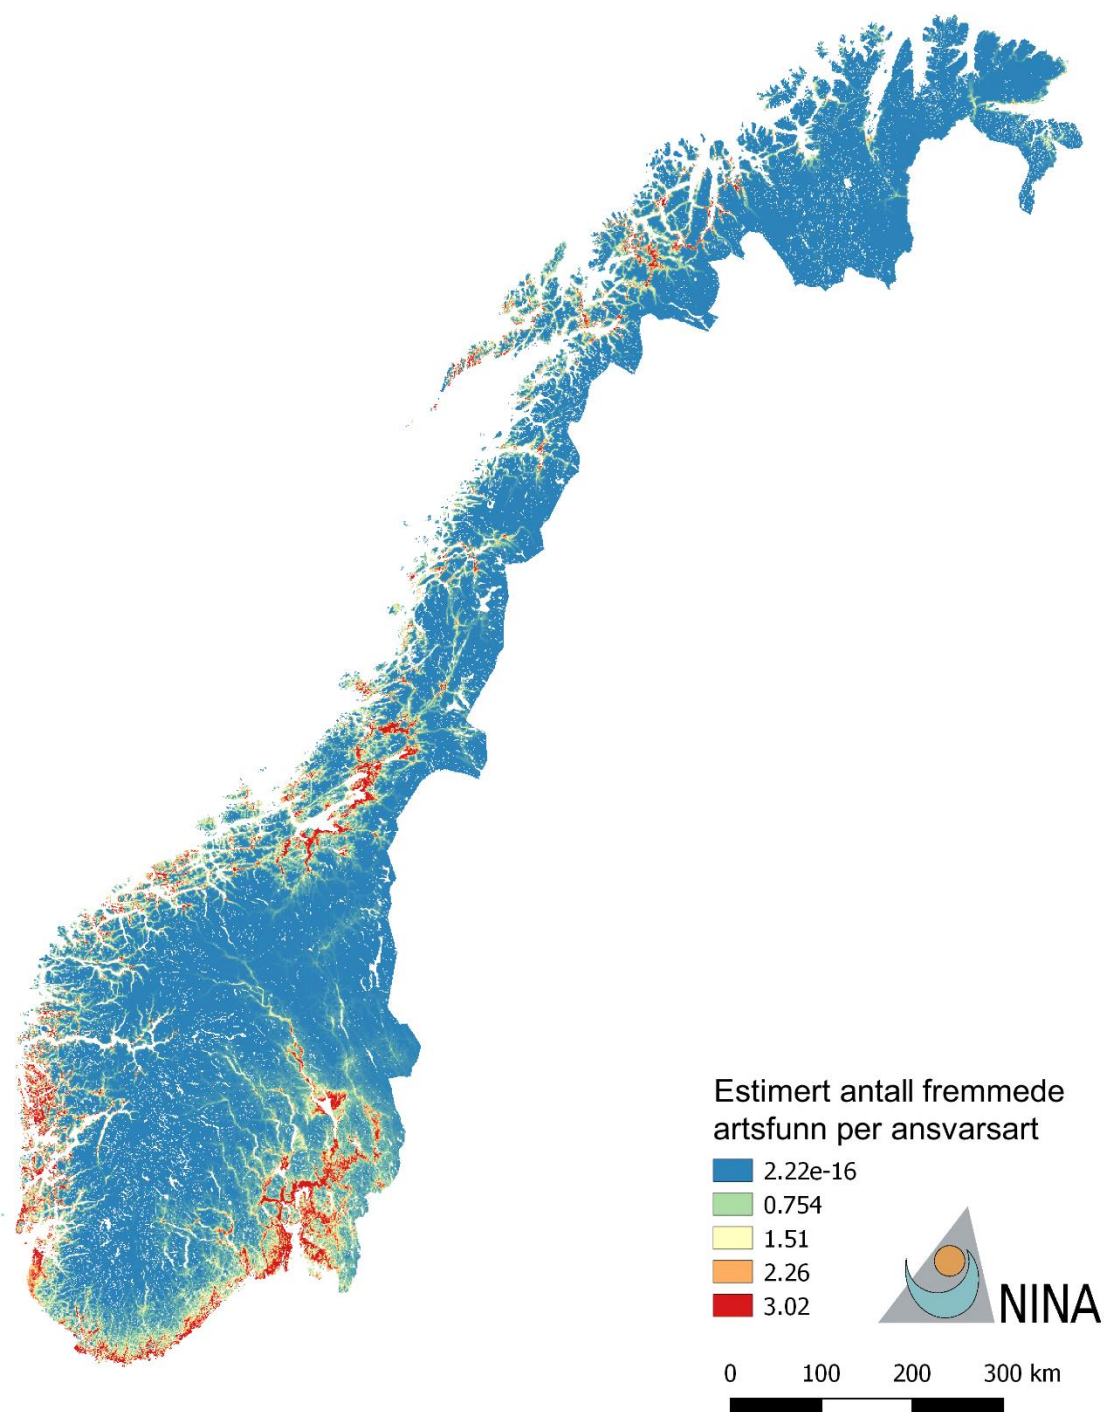 Estimert antall fremmede
artsfunn per ansvarsart
2.22e-16
0.754
1.51
2.26
3.02
NINA
0 100 200 300 km